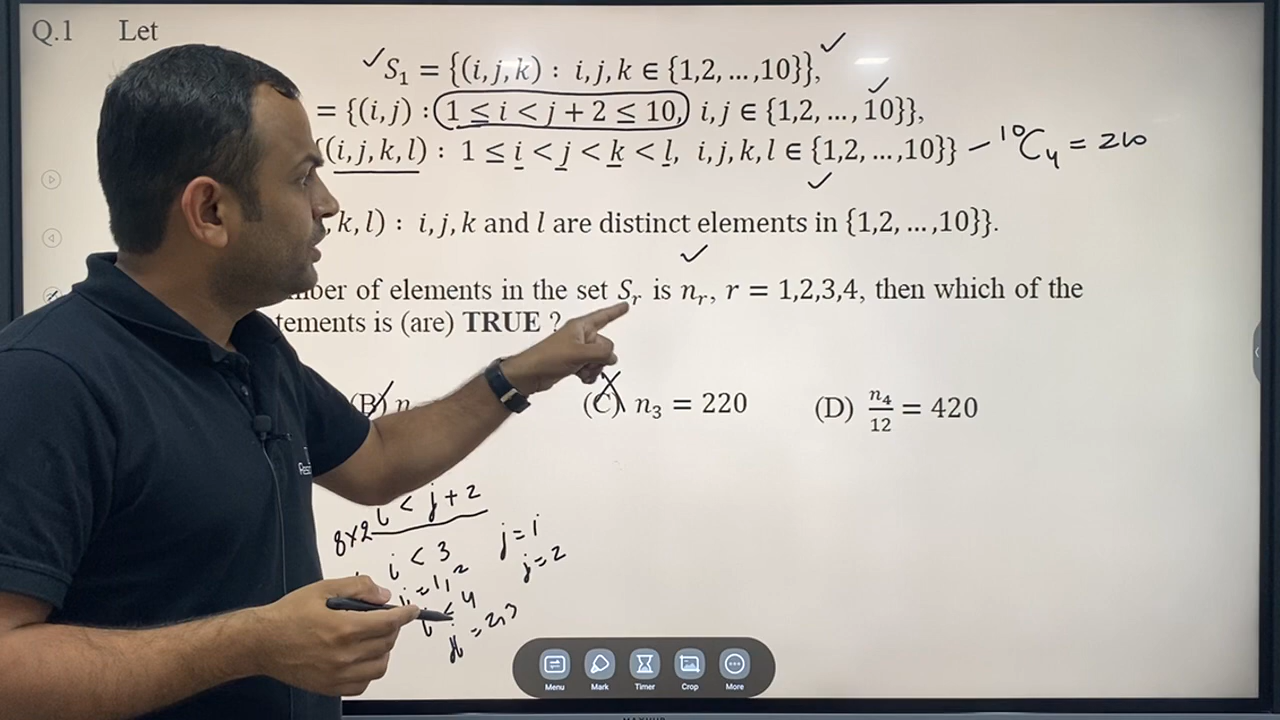 Q.1 Let
✓ S₁ = {(i, j, k) : i, j, k ∈ {1,2, ... ,10}}, ✓
= {(i, j) : 1 ≤ i < j + 2 ≤ 10, i, j ∈ {1,2, ... , 10}}, ✓
(i, j, k, l) : 1 ≤ i < j < k < l, i, j, k, l ∈ {1,2, ... ,10}} – ¹⁰C₄ = 210
✓
, k, l) : i, j, k and l are distinct elements in {1,2, ... ,10}}.
✓
of elements in the set Sᵣ is nᵣ, r = 1,2,3,4, then which of the
is (are) TRUE ?
(B) n (C) n₃ = 220 (D) n₄/12 = 420
i < j + 2
8x2
i < 3 j = 1
i = 1, 2 j = 2
< 4
= 2, 3
Menu Mark Timer Crop More